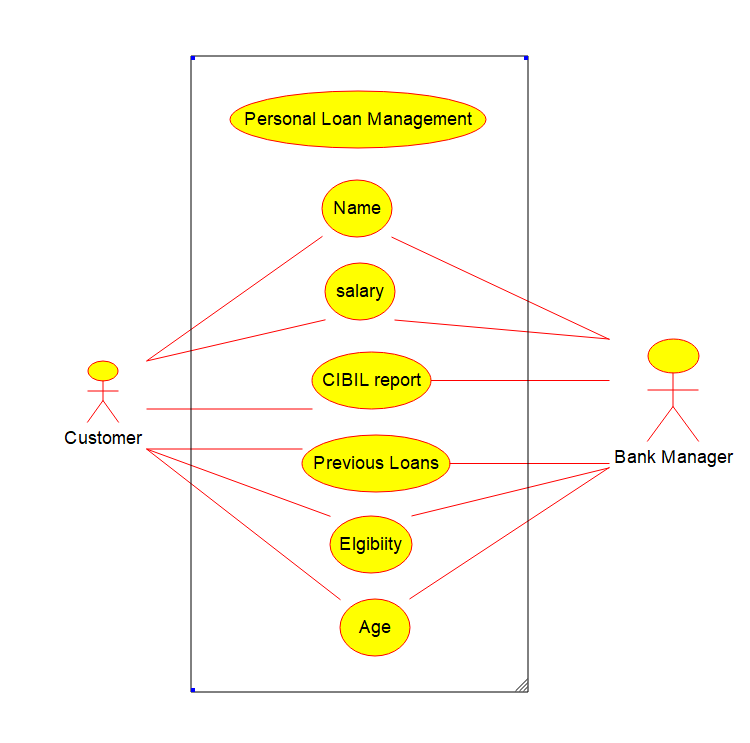 Personal Loan Management
Name
salary
CIBIL report
Customer
Previous Loans
Bank Manager
Elgibiity
Age